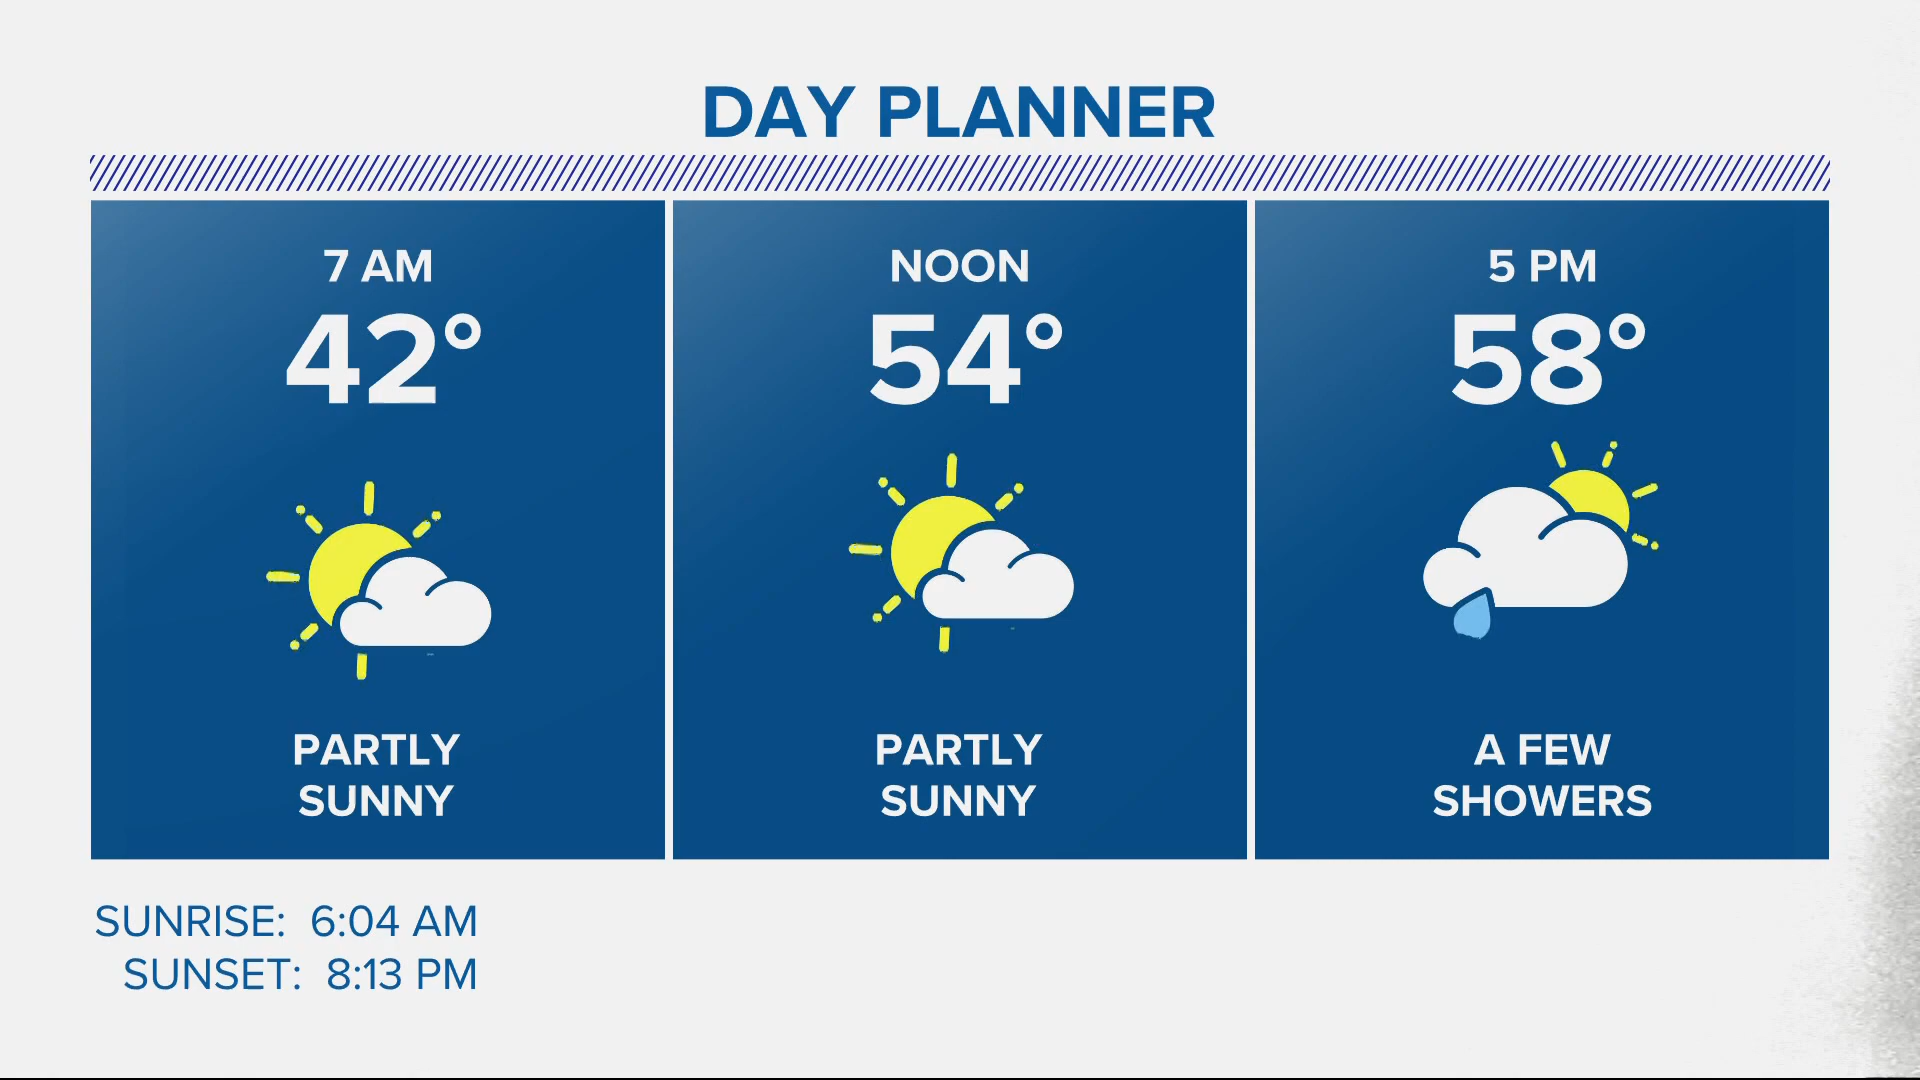 DAY PLANNER
7 AM
42°
PARTLY
SUNNY
NOON
54°
PARTLY
SUNNY
5 PM
58°
A FEW
SHOWERS
SUNRISE: 6:04 AM
SUNSET: 8:13 PM